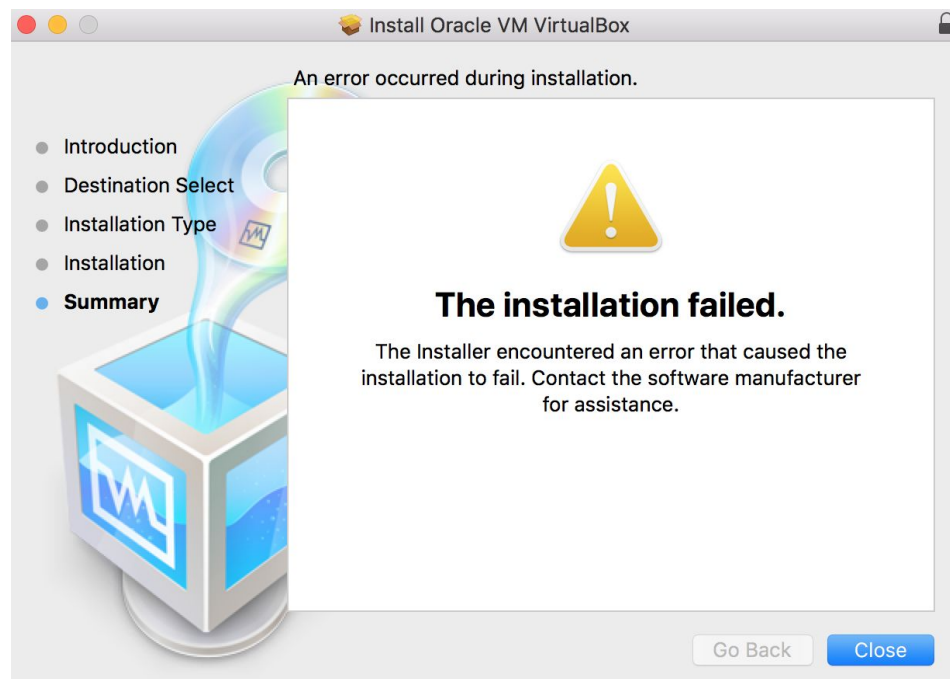 Install Oracle VM VirtualBox
An error occurred during installation.
Introduction
Destination Select
Installation Type
Installation
Summary
The installation failed.
The Installer encountered an error that caused the
installation to fail. Contact the software manufacturer
for assistance.
Go Back
Close